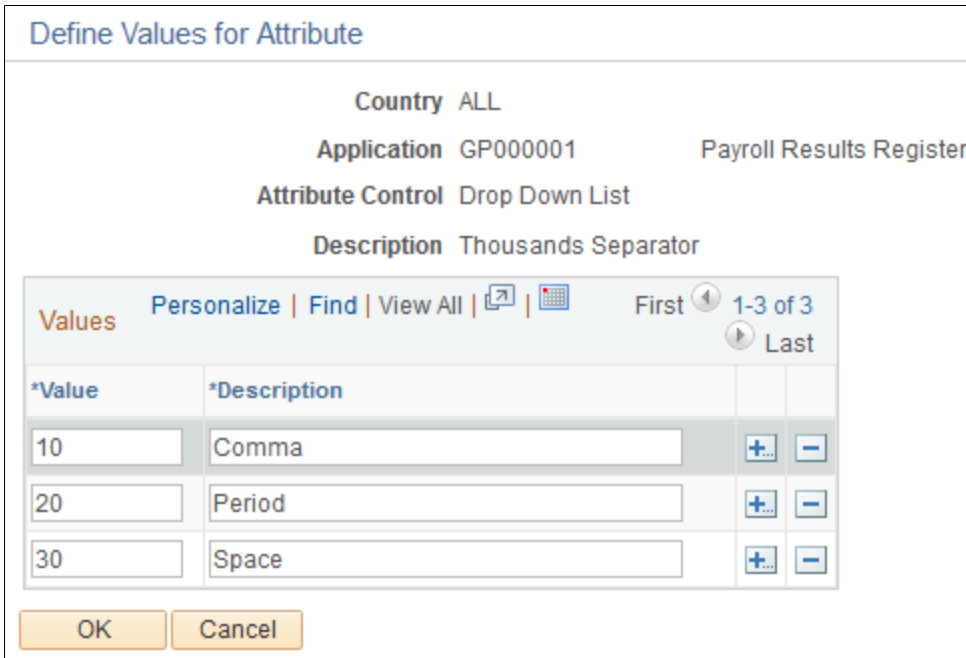 Define Values for Attribute
Country ALL
Application GP000001 Payroll Results Register
Attribute Control Drop Down List
Description Thousands Separator
Values Personalize | Find | View All | | First 1-3 of 3
Last
*Value *Description
10 Comma
20 Period
30 Space
OK Cancel